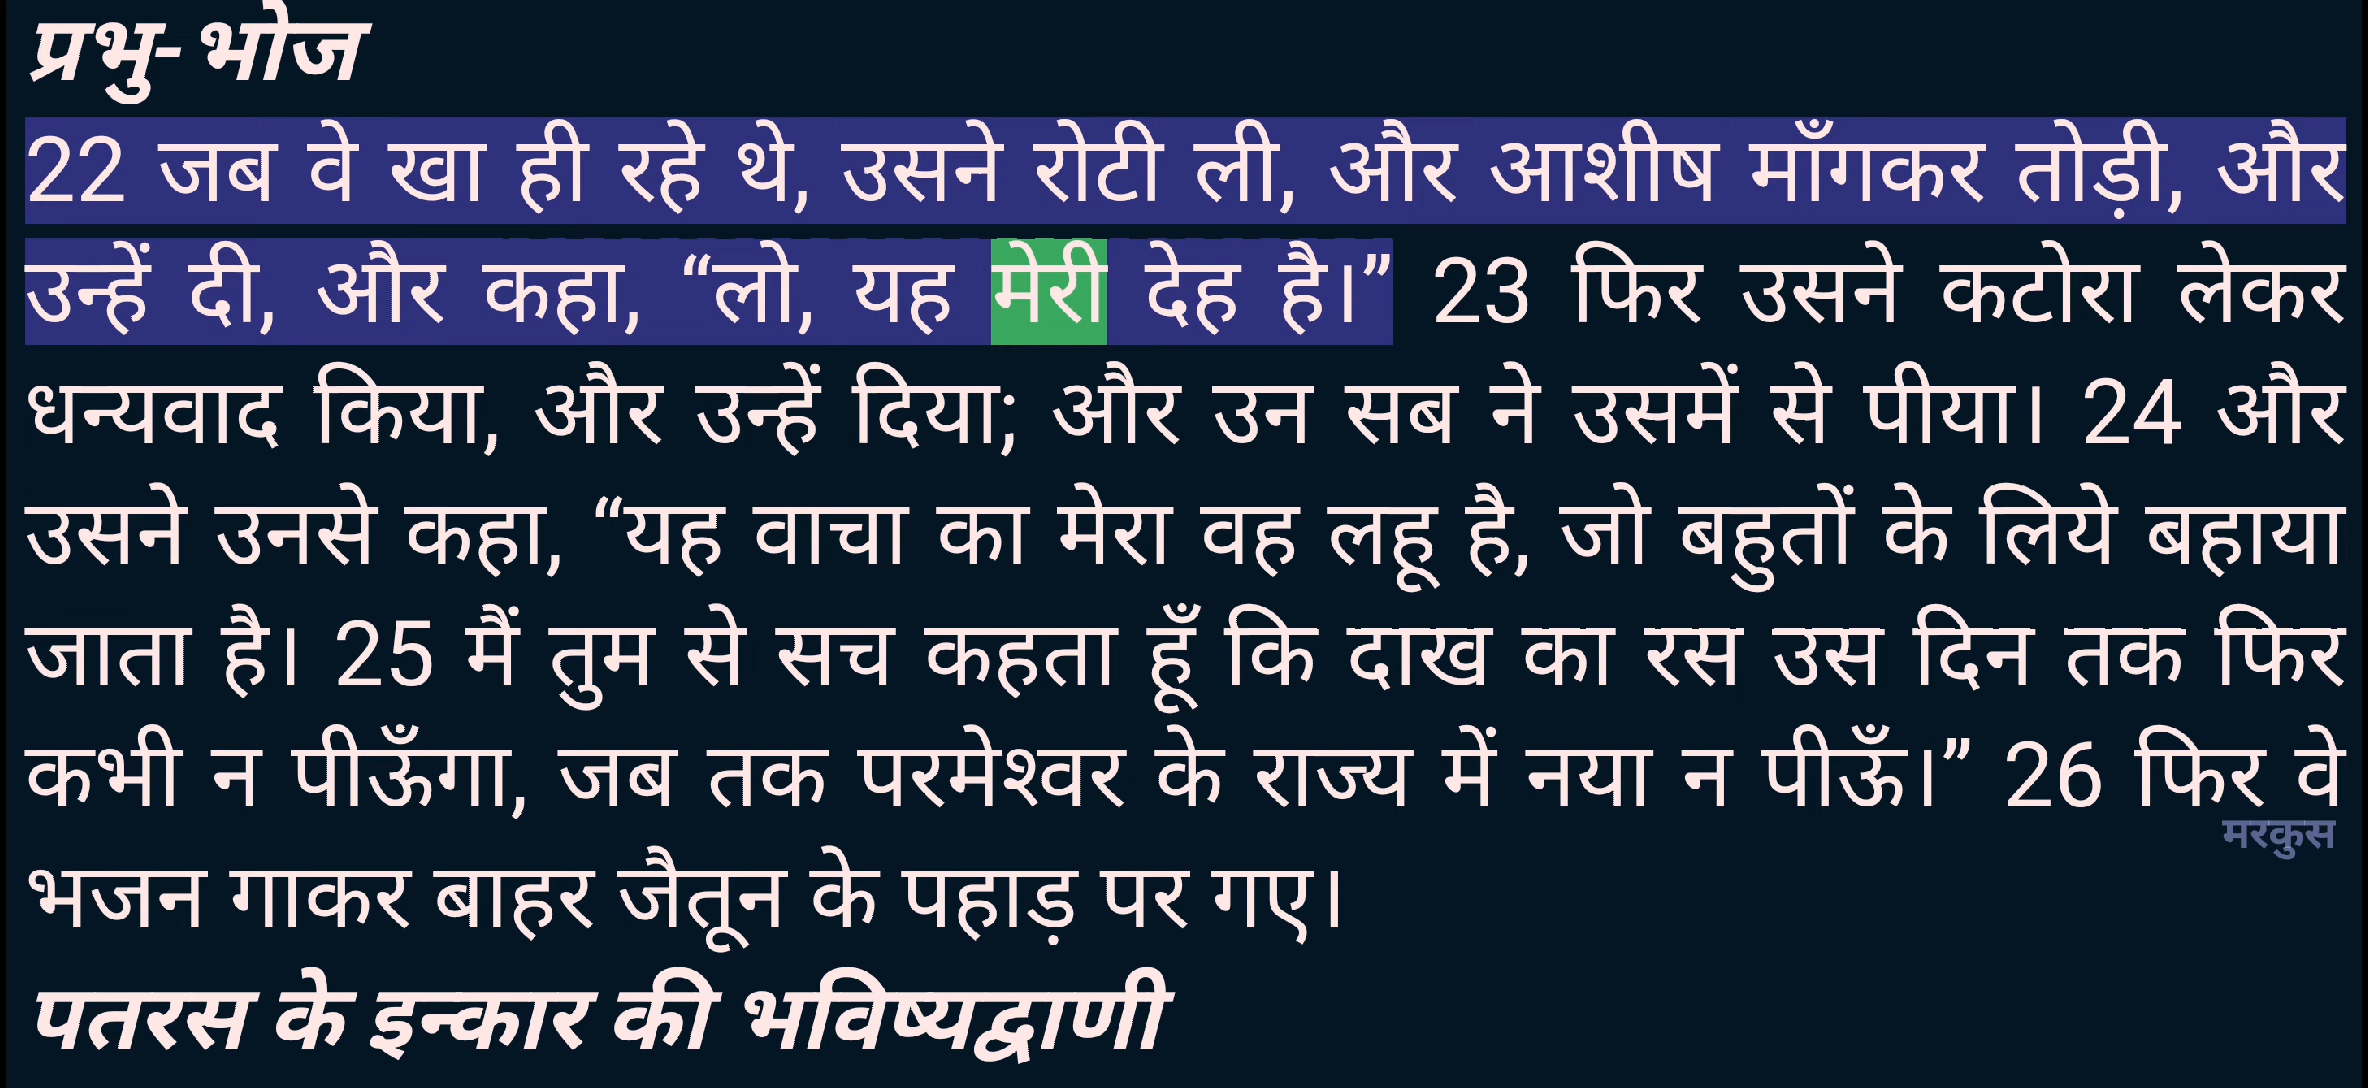 प्रभु-भोज
22 जब वे खा ही रहे थे, उसने रोटी ली, और आशीष माँगकर तोड़ी, और
उन्हें दी, और कहा, “लो, यह मेरी देह है।” 23 फिर उसने कटोरा लेकर
धन्यवाद किया, और उन्हें दिया; और उन सब ने उसमें से पीया। 24 और
उसने उनसे कहा, “यह वाचा का मेरा वह लहू है, जो बहुतों के लिये बहाया
जाता है। 25 मैं तुम से सच कहता हूँ कि दाख का रस उस दिन तक फिर
कभी न पीऊँगा, जब तक परमेश्वर के राज्य में नया न पीऊँ।” 26 फिर वे
मरकुस
भजन गाकर बाहर जैतून के पहाड़ पर गए।
पतरस के इन्कार की भविष्यद्वाणी